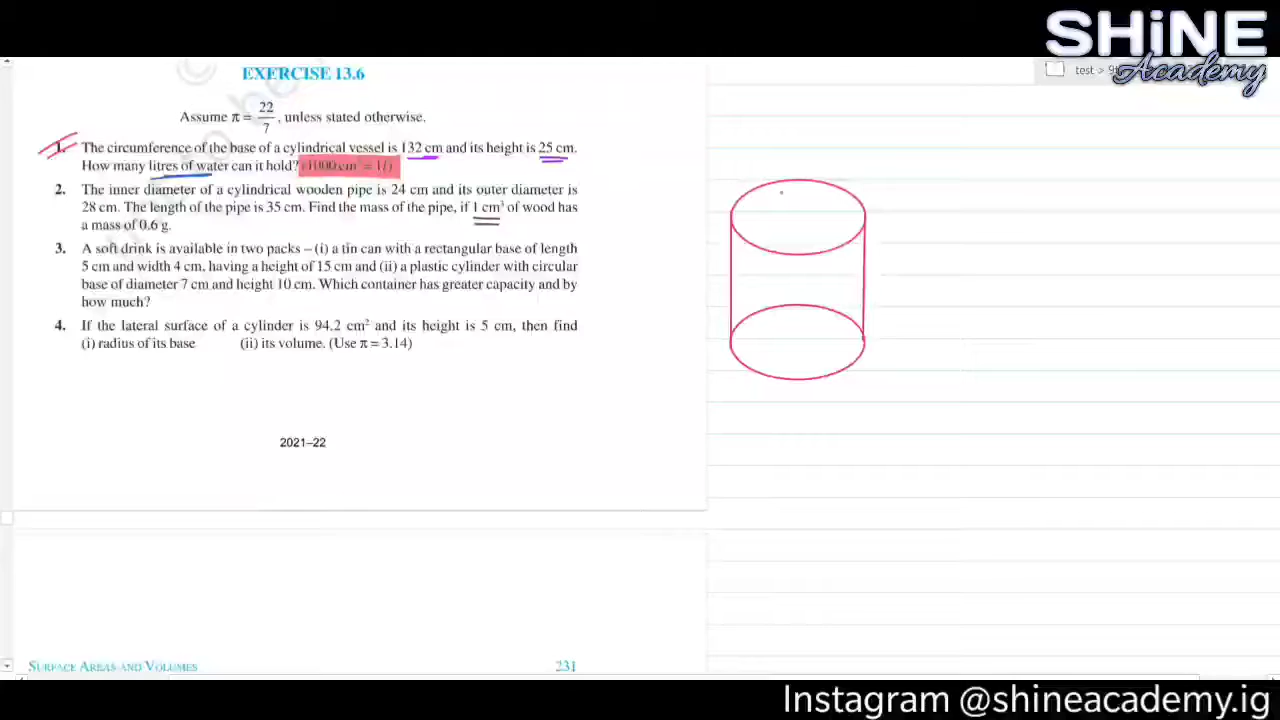 SHiNE
Academy
test > 9t
EXERCISE 13.6
Assume π = 22/7, unless stated otherwise.
1. The circumference of the base of a cylindrical vessel is 132 cm and its height is 25 cm.
How many litres of water can it hold? (1000 cm³ = 1l)
2. The inner diameter of a cylindrical wooden pipe is 24 cm and its outer diameter is
28 cm. The length of the pipe is 35 cm. Find the mass of the pipe, if 1 cm³ of wood has
a mass of 0.6 g.
3. A soft drink is available in two packs – (i) a tin can with a rectangular base of length
5 cm and width 4 cm, having a height of 15 cm and (ii) a plastic cylinder with circular
base of diameter 7 cm and height 10 cm. Which container has greater capacity and by
how much?
4. If the lateral surface of a cylinder is 94.2 cm² and its height is 5 cm, then find
(i) radius of its base (ii) its volume. (Use π = 3.14)
2021–22
SURFACE AREAS AND VOLUMES 231
Instagram @shineacademy.ig